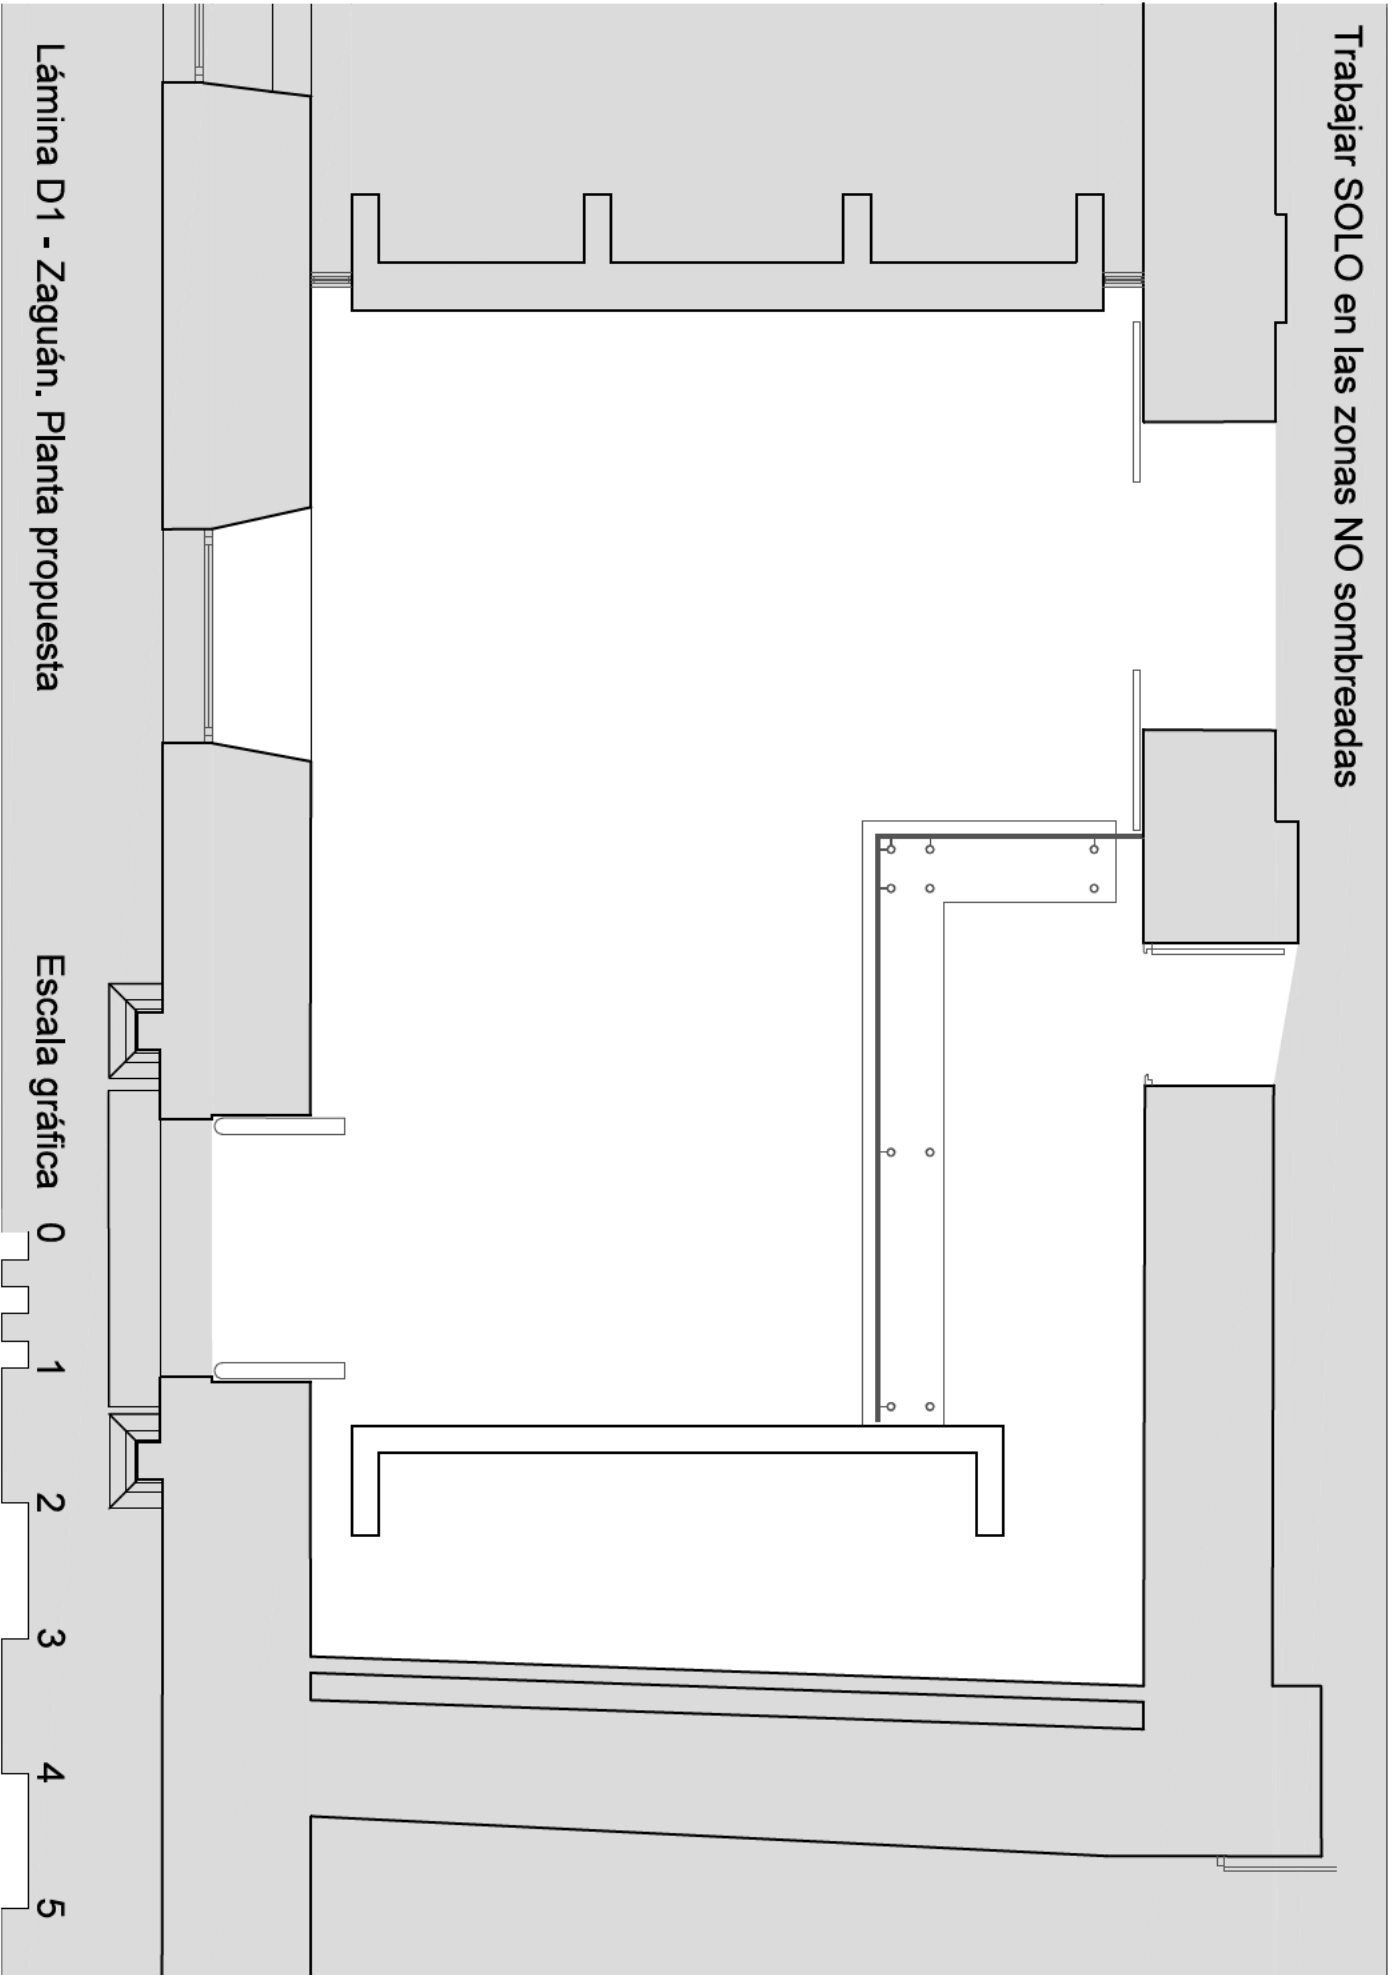 Trabajar SOLO en las zonas NO sombreadas
Lámina D1 - Zaguán. Planta propuesta
Escala gráfica 0 1 2 3 4 5